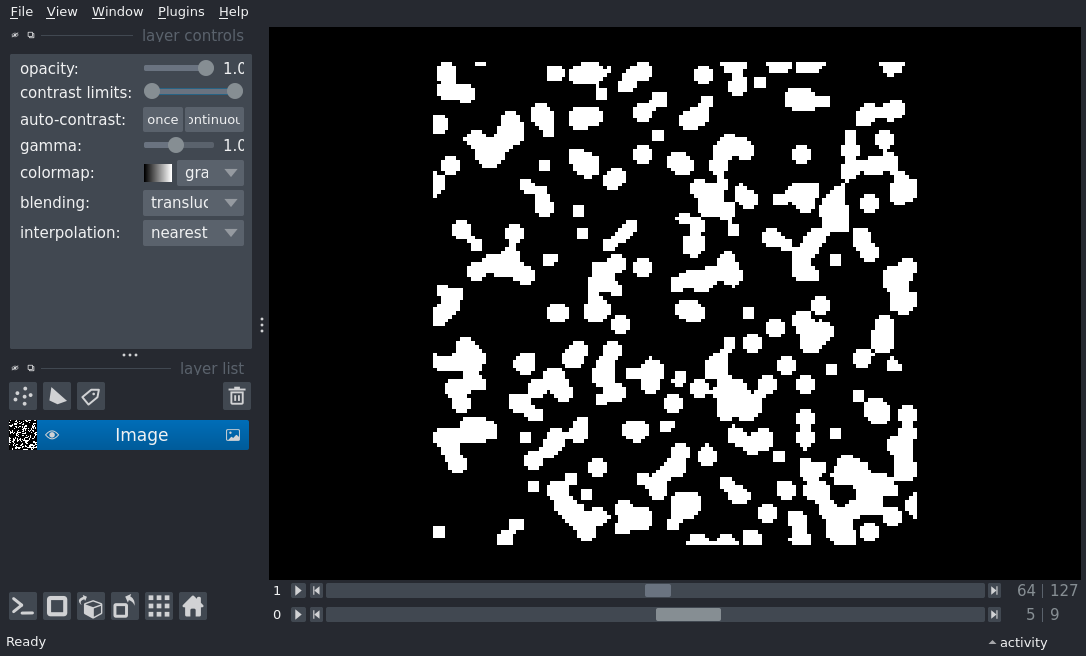 File View Window Plugins Help
layer controls
opacity: 1.0
contrast limits:
auto-contrast: once ontinuou
gamma: 1.0
colormap: gra
blending: transluc
interpolation: nearest
layer list
Image
1 64 | 127
0 5 | 9
Ready activity